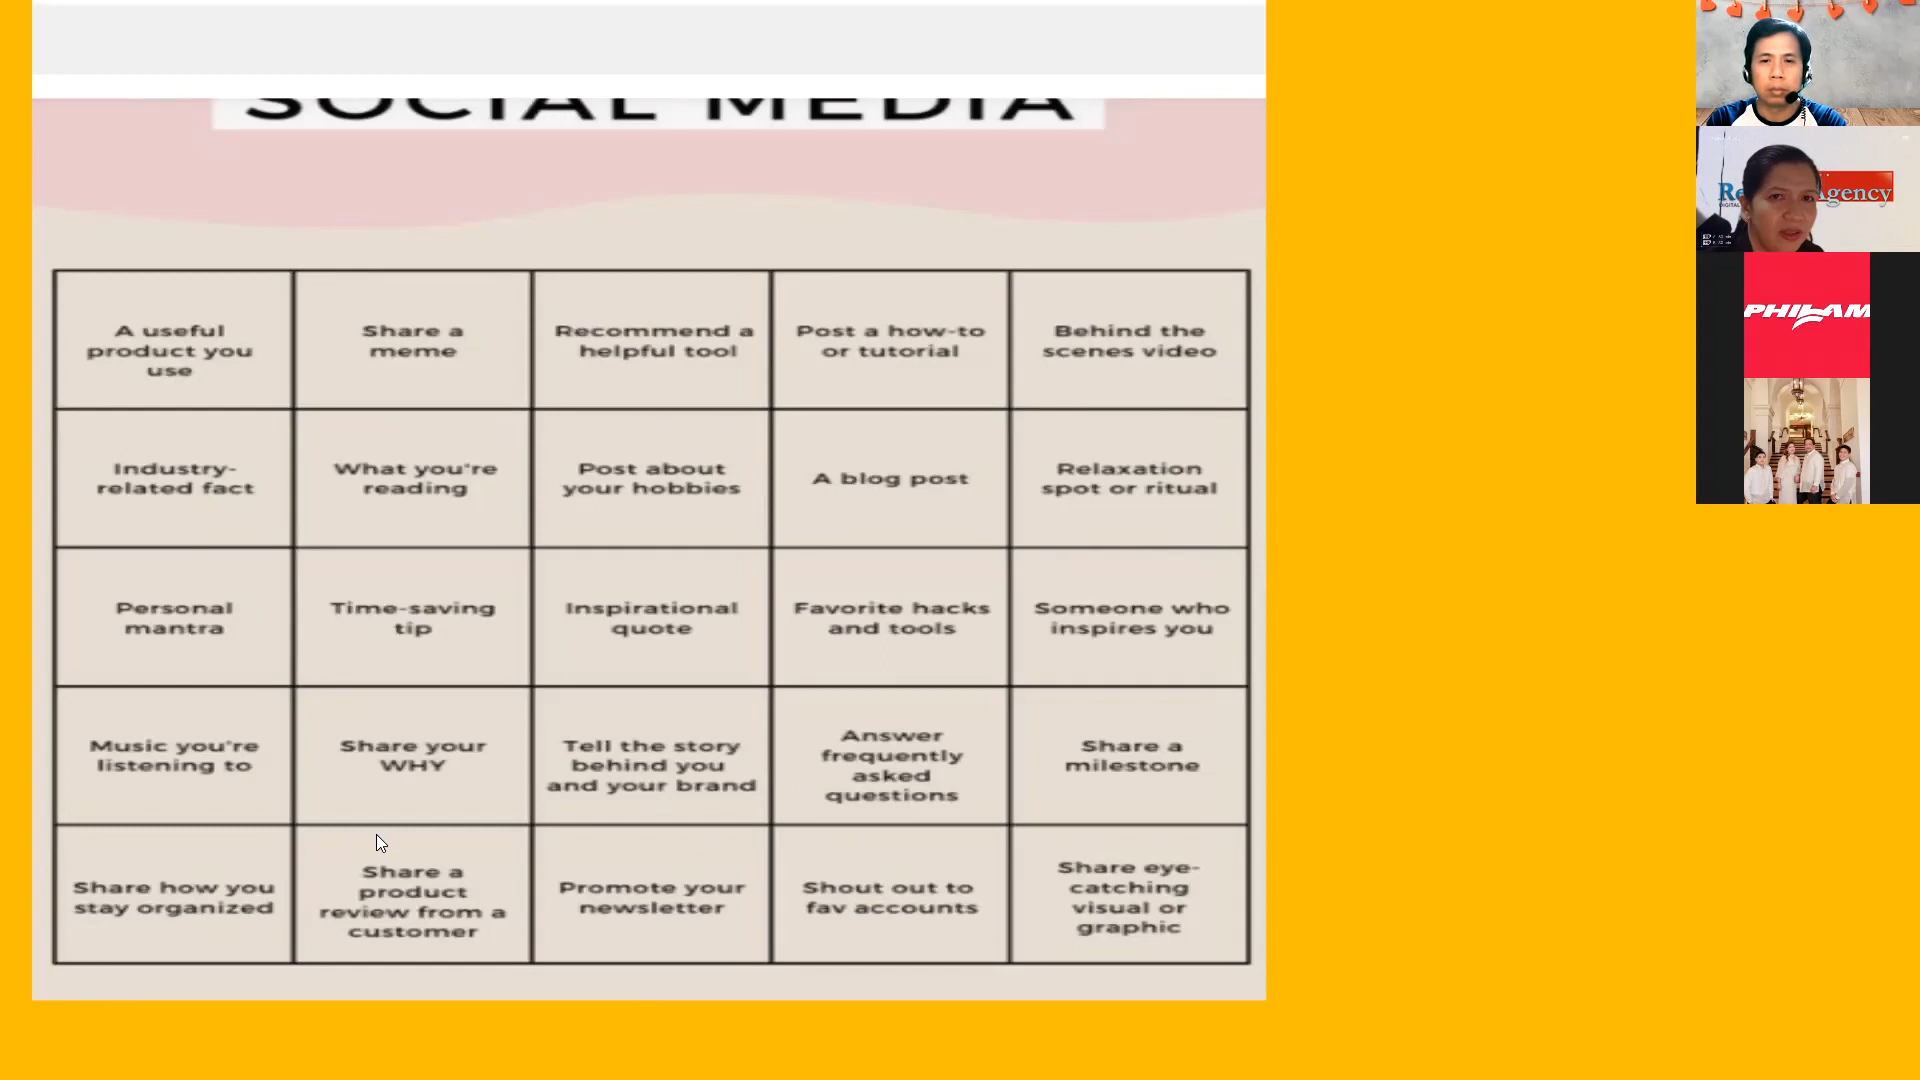 SOCIAL MEDIA
A useful
product you
use
Share a
meme
Recommend a
helpful tool
Post a how-to
or tutorial
Behind the
scenes video
Industry-
related fact
What you're
reading
Post about
your hobbies
A blog post
Relaxation
spot or ritual
Personal
mantra
Time-saving
tip
Inspirational
quote
Favorite hacks
and tools
Someone who
inspires you
Music you're
listening to
Share your
WHY
Tell the story
behind you
and your brand
Answer
frequently
asked
questions
Share a
milestone
Share how you
stay organized
Share a
product
review from a
customer
Promote your
newsletter
Shout out to
fav accounts
Share eye-
catching
visual or
graphic
Agency
DIGITAL
PHILAM